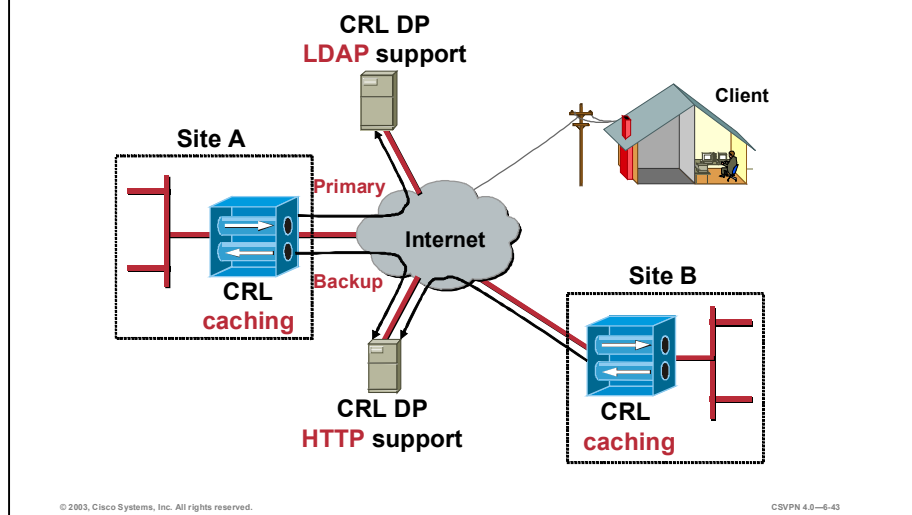 CRL DP
LDAP support
Client
Site A
Primary
Internet
Backup
CRL
caching
Site B
CRL DP
HTTP support
CRL
caching
© 2003, Cisco Systems, Inc. All rights reserved.
CSVPN 4.0—6-43